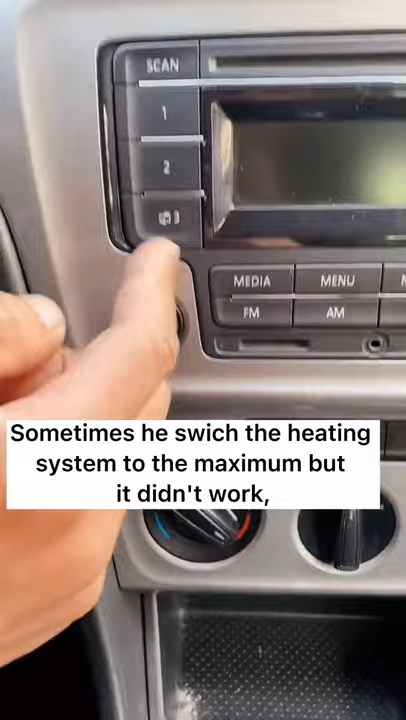 SCAN
1
2
3
MEDIA
MENU
FM
AM
Sometimes he swich the heating
system to the maximum but
it didn't work,